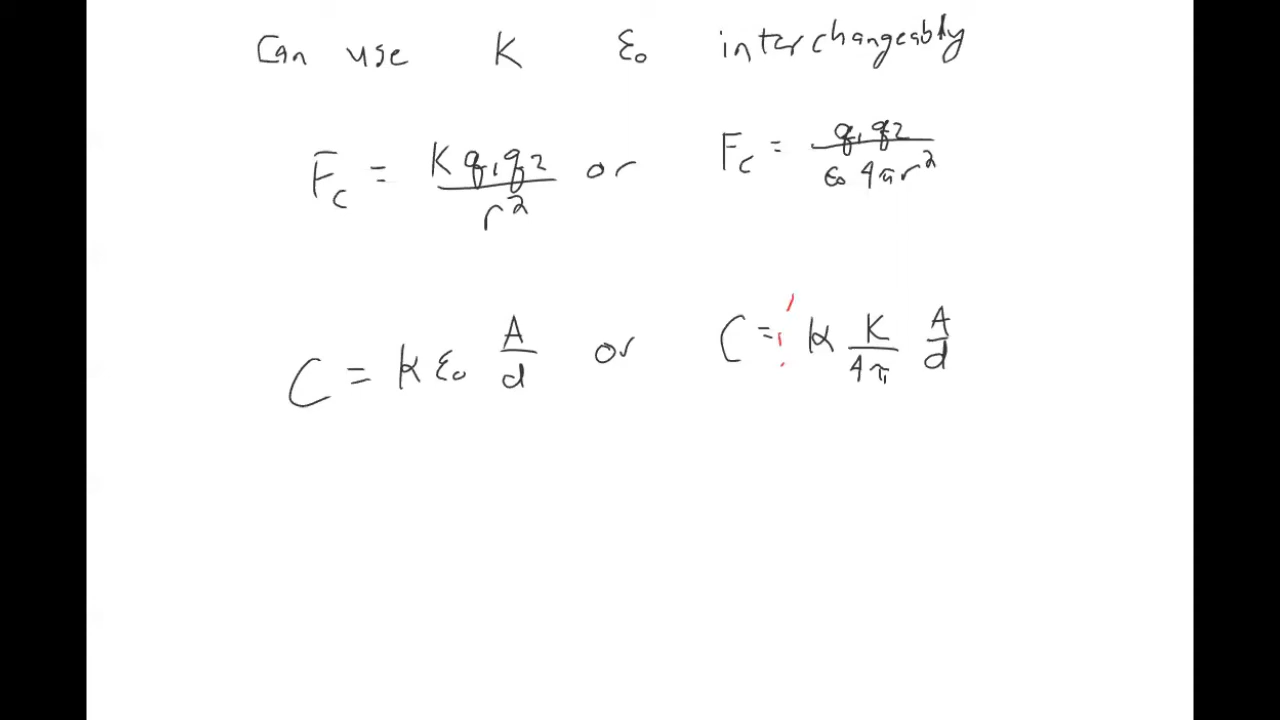 Can use K ε₀ interchangeably
F_c = K q₁q₂ / r² or F_c = q₁q₂ / ε₀ 4πr²
C = k ε₀ A/d or C = k K/4π A/d